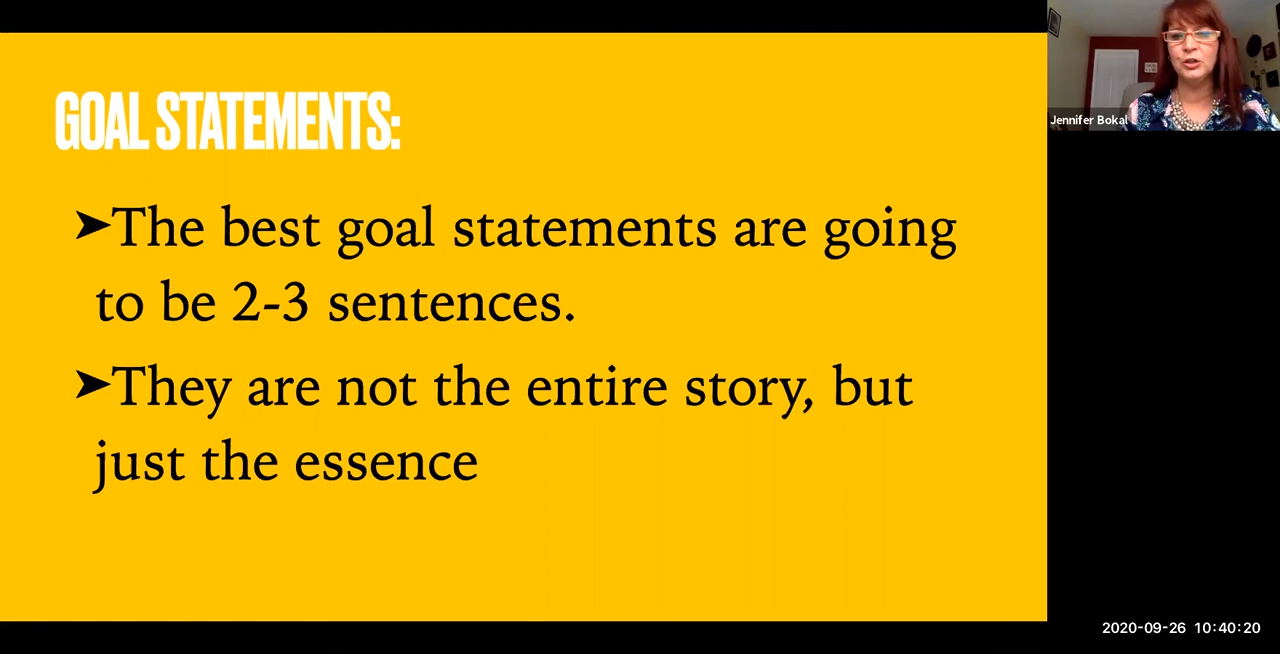 GOAL STATEMENTS:
➤The best goal statements are going
to be 2-3 sentences.
➤They are not the entire story, but
just the essence
Jennifer Bokal
2020-09-26 10:40:20